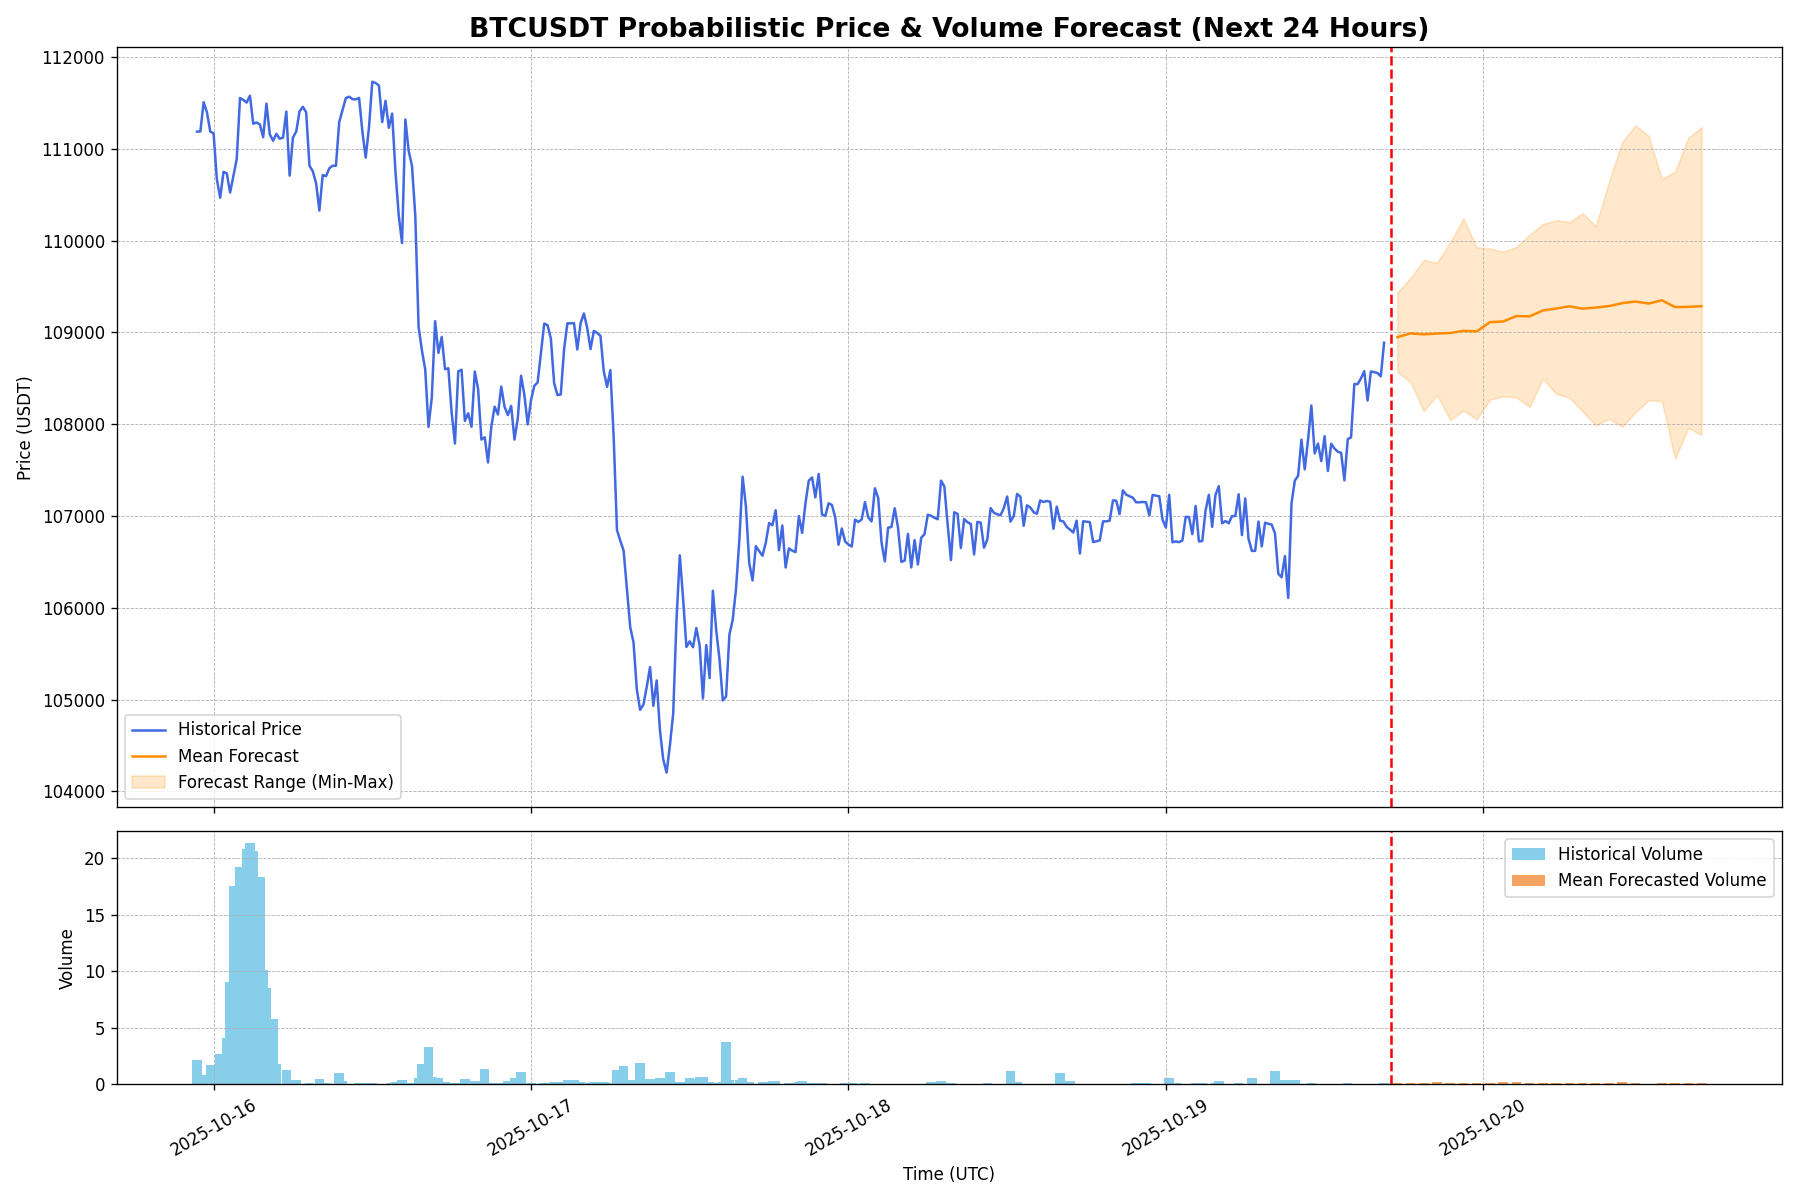 BTCUSDT Probabilistic Price & Volume Forecast (Next 24 Hours)
112000
111000
110000
109000
108000
107000
106000
105000
104000
Price (USDT)
Historical Price
Mean Forecast
Forecast Range (Min-Max)
20
15
10
5
0
Volume
Historical Volume
Mean Forecasted Volume
2025-10-16
2025-10-17
2025-10-18
2025-10-19
2025-10-20
Time (UTC)